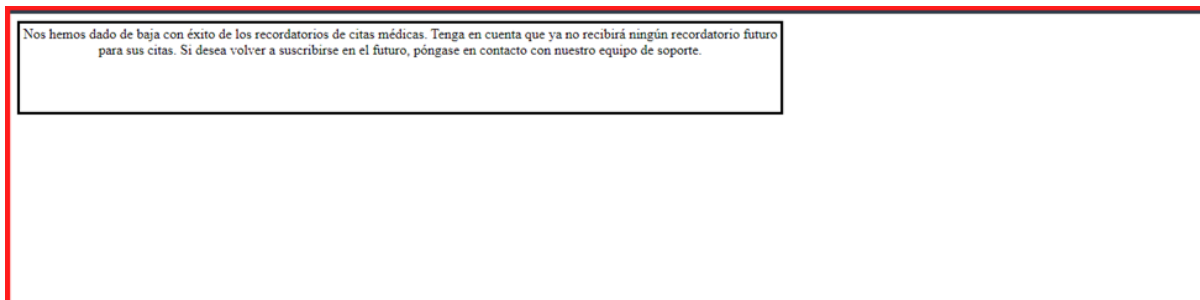 Nos hemos dado de baja con éxito de los recordatorios de citas médicas. Tenga en cuenta que ya no recibirá ningún recordatorio futuro
para sus citas. Si desea volver a suscribirse en el futuro, póngase en contacto con nuestro equipo de soporte.